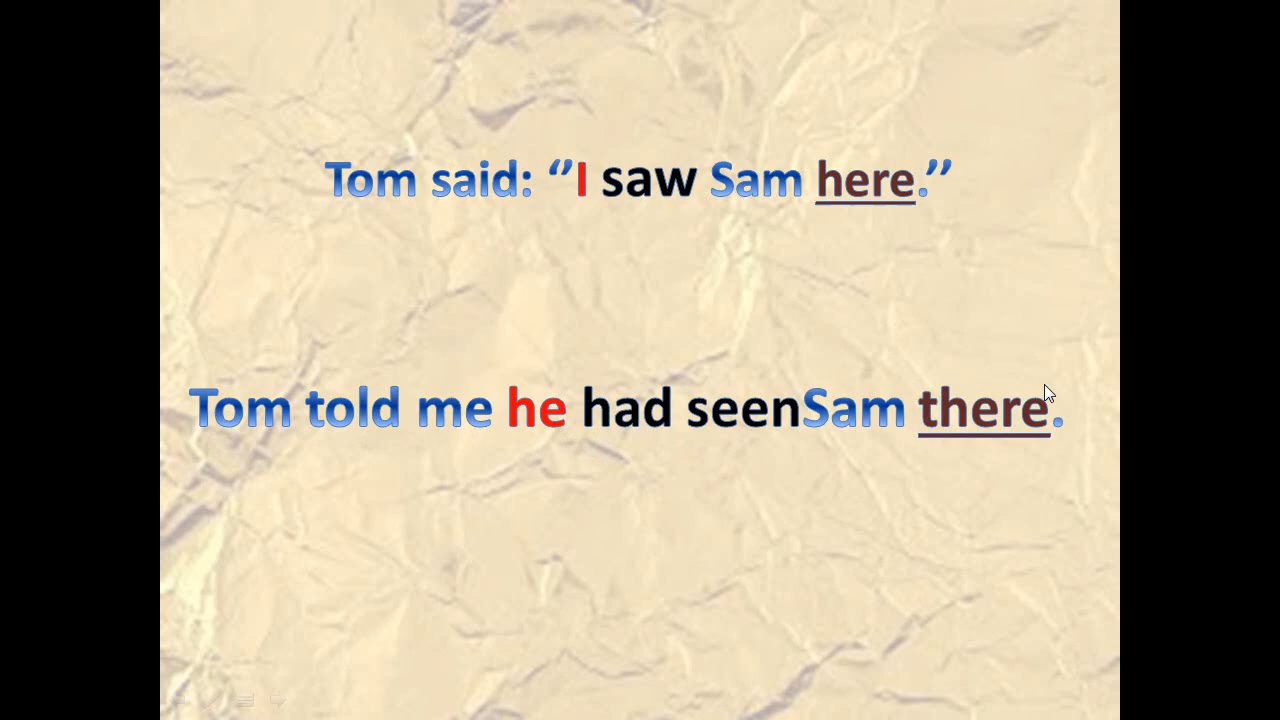 Tom said: “I saw Sam here.”
Tom told me he had seenSam there.